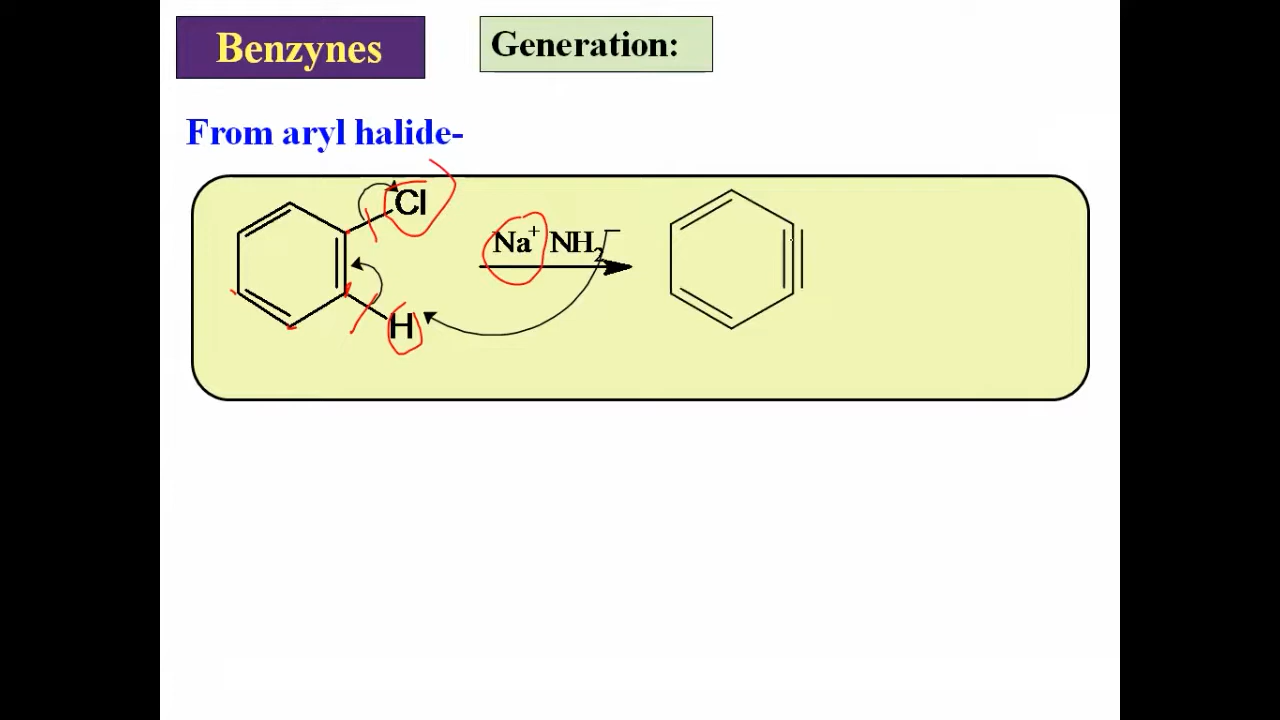 Benzynes
Generation:
From aryl halide-
Cl
Na+ NH2−
H